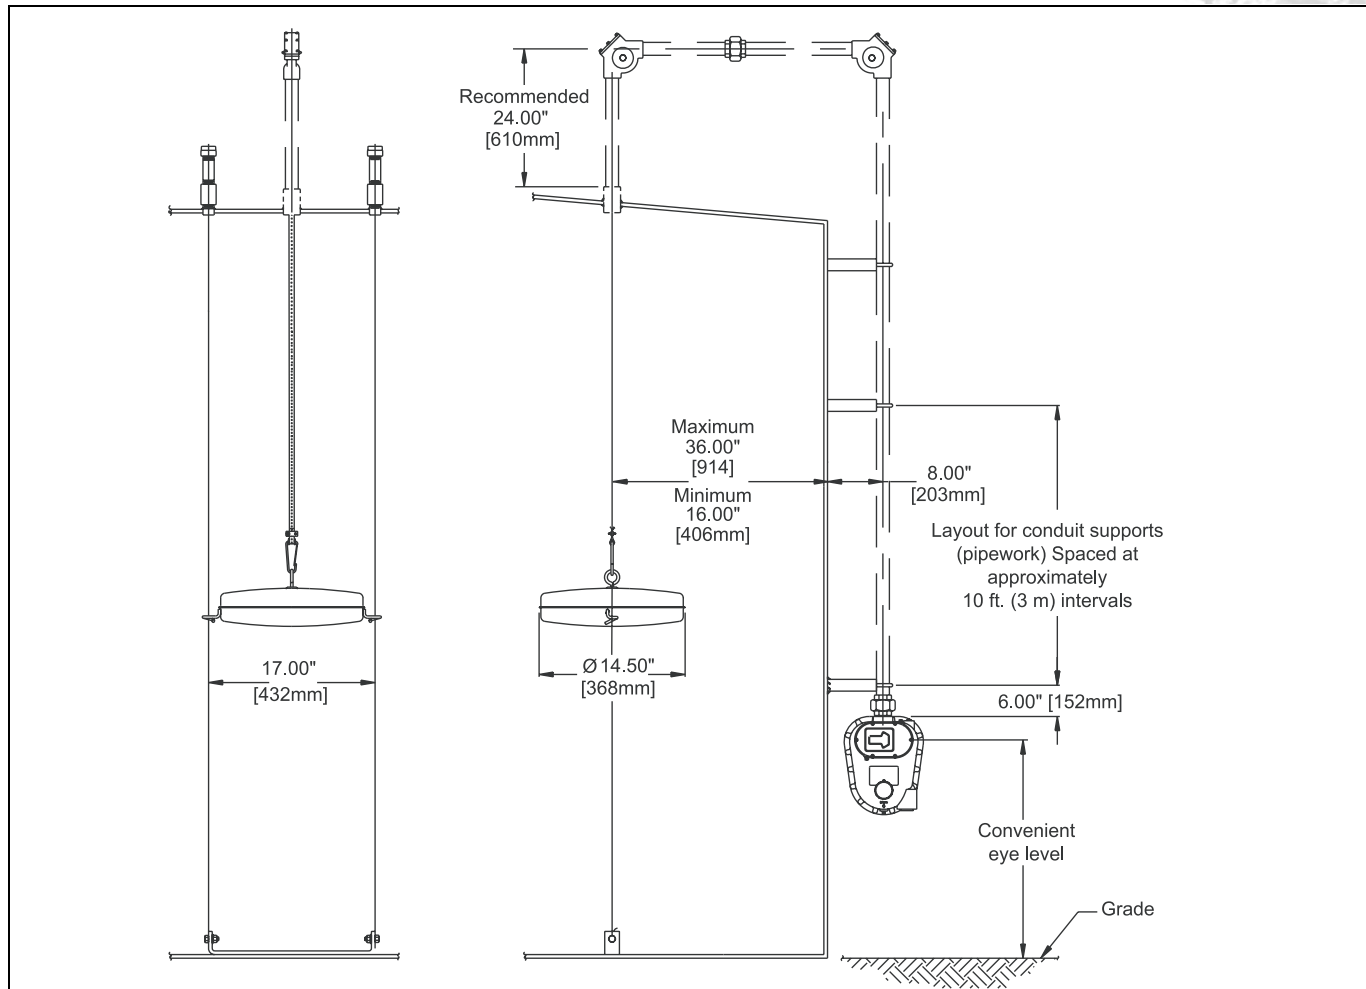 Recommended
24.00"
[610mm]
Maximum
36.00"
[914]
Minimum
16.00"
[406mm]
8.00"
[203mm]
Layout for conduit supports
(pipework) Spaced at
approximately
10 ft. (3 m) intervals
17.00"
[432mm]
Ø 14.50"
[368mm]
6.00" [152mm]
Convenient
eye level
Grade